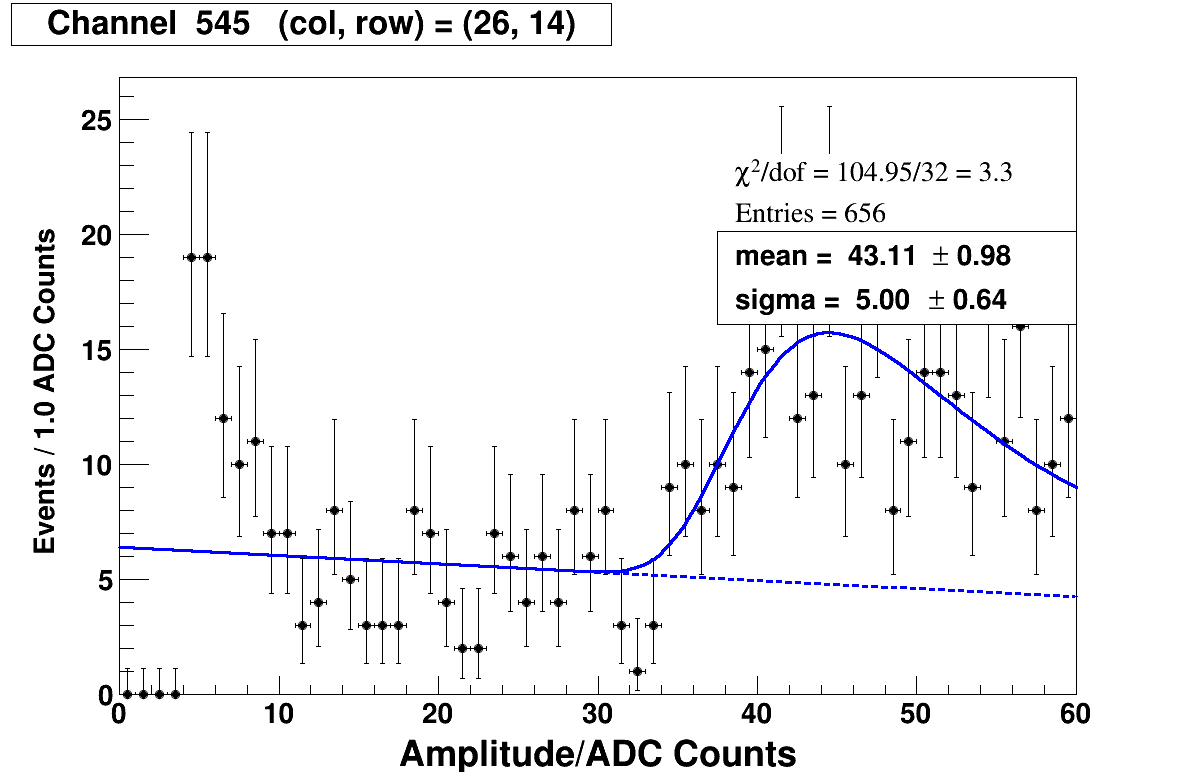 Channel 545 (col, row) = (26, 14)
25
20
15
10
5
0
Events / 1.0 ADC Counts
χ²/dof = 104.95/32 = 3.3
Entries = 656
mean = 43.11 ± 0.98
sigma = 5.00 ± 0.64
0 10 20 30 40 50 60
Amplitude/ADC Counts